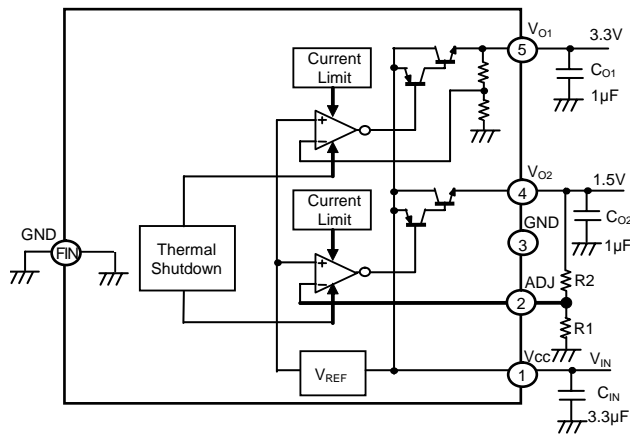 Vo1
3.3V
5
Current
Limit
Co1
1µF
+
−
Vo2
1.5V
4
Current
Limit
GND
Co2
1µF
3
GND
FIN
Thermal
Shutdown
+
−
ADJ
R2
2
R1
Vcc
VIN
VREF
1
CIN
3.3µF